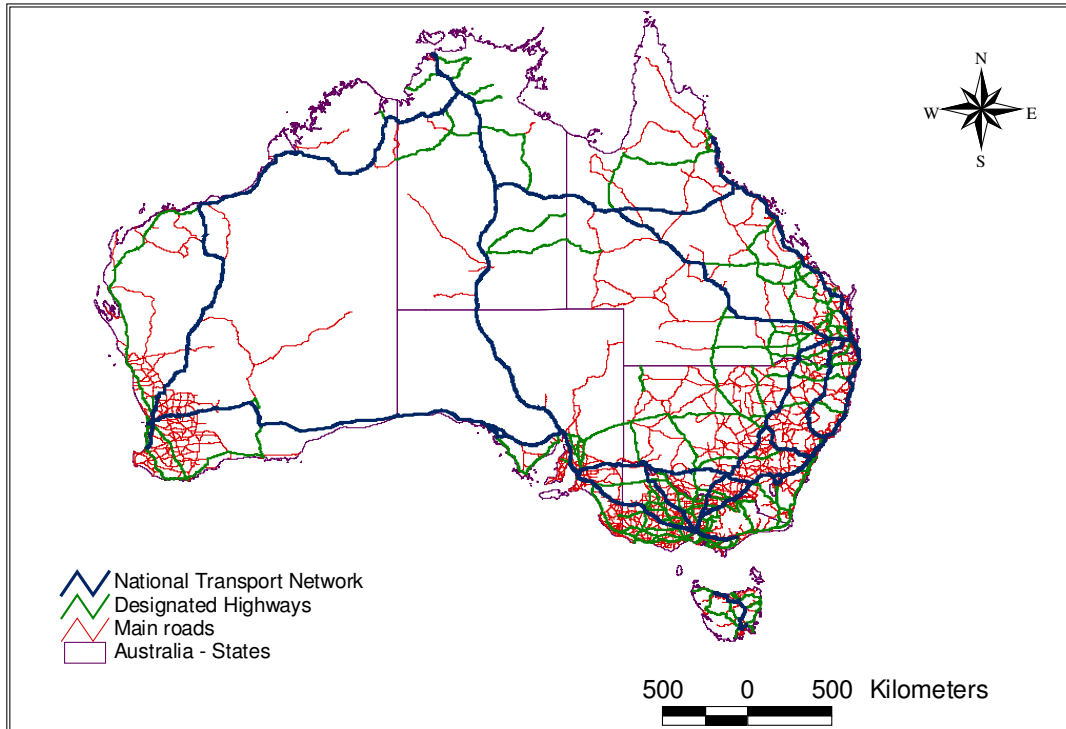 N
W E
S
National Transport Network
Designated Highways
Main roads
Australia - States
500 0 500 Kilometers